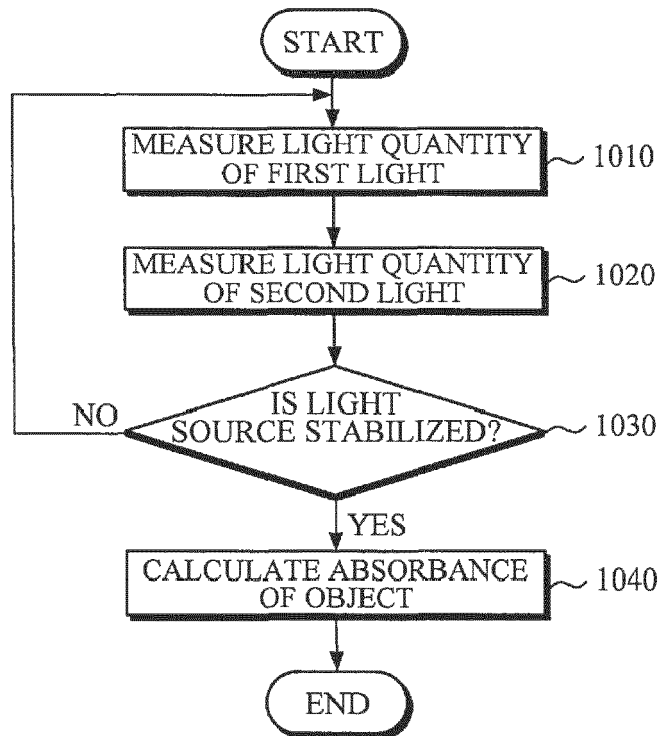 START
MEASURE LIGHT QUANTITY
OF FIRST LIGHT
1010
MEASURE LIGHT QUANTITY
OF SECOND LIGHT
1020
IS LIGHT
SOURCE STABILIZED?
1030
NO
YES
CALCULATE ABSORBANCE
OF OBJECT
1040
END